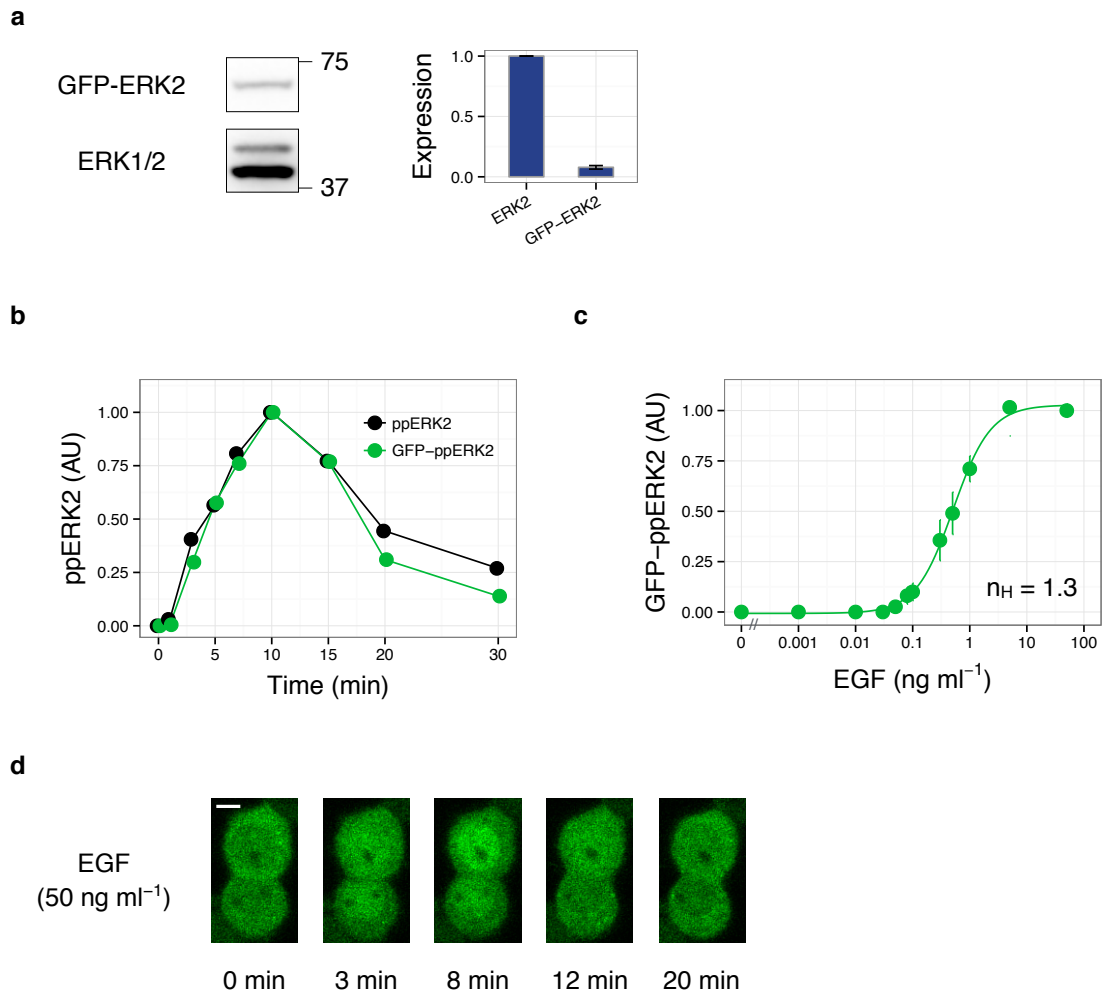 a
GFP-ERK2
75
ERK1/2
37
Expression
1.0
0.5
0.0
ERK2
GFP−ERK2
b
ppERK2 (AU)
1.00
0.75
0.50
0.25
0.00
ppERK2
GFP−ppERK2
0 5 10 15 20 30
Time (min)
c
GFP−ppERK2 (AU)
1.00
0.75
0.50
0.25
0.00
n_H = 1.3
0 // 0.001 0.01 0.1 1 10 100
EGF (ng ml⁻¹)
d
EGF
(50 ng ml⁻¹)
0 min 3 min 8 min 12 min 20 min